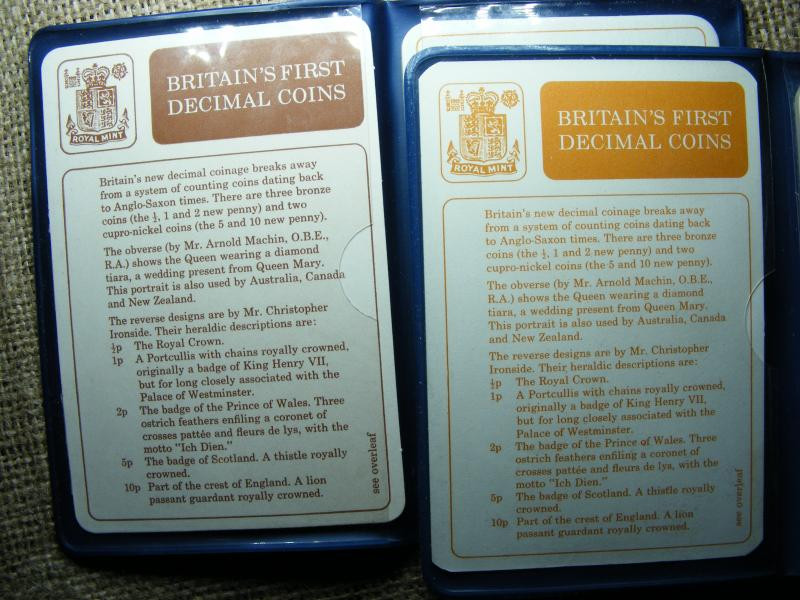 ROYAL MINT
BRITAIN'S FIRST
DECIMAL COINS
Britain's new decimal coinage breaks away
from a system of counting coins dating back
to Anglo-Saxon times. There are three bronze
coins (the ½, 1 and 2 new penny) and two
cupro-nickel coins (the 5 and 10 new penny).
The obverse (by Mr. Arnold Machin, O.B.E.,
R.A.) shows the Queen wearing a diamond
tiara, a wedding present from Queen Mary.
This portrait is also used by Australia, Canada
and New Zealand.
The reverse designs are by Mr. Christopher
Ironside. Their heraldic descriptions are:
½p The Royal Crown.
1p A Portcullis with chains royally crowned,
originally a badge of King Henry VII,
but for long closely associated with the
Palace of Westminster.
2p The badge of the Prince of Wales. Three
ostrich feathers enfiling a coronet of
crosses pattée and fleurs de lys, with the
motto "Ich Dien."
5p The badge of Scotland. A thistle royally
crowned.
10p Part of the crest of England. A lion
passant guardant royally crowned.
see overleaf
ROYAL MINT
BRITAIN'S FIRST
DECIMAL COINS
Britain's new decimal coinage breaks away
from a system of counting coins dating back
to Anglo-Saxon times. There are three bronze
coins (the ½, 1 and 2 new penny) and two
cupro-nickel coins (the 5 and 10 new penny).
The obverse (by Mr. Arnold Machin, O.B.E.,
R.A.) shows the Queen wearing a diamond
tiara, a wedding present from Queen Mary.
This portrait is also used by Australia, Canada
and New Zealand.
The reverse designs are by Mr. Christopher
Ironside. Their heraldic descriptions are:
½p The Royal Crown.
1p A Portcullis with chains royally crowned,
originally a badge of King Henry VII,
but for long closely associated with the
Palace of Westminster.
2p The badge of the Prince of Wales. Three
ostrich feathers enfiling a coronet of
crosses pattée and fleurs de lys, with the
motto "Ich Dien."
5p The badge of Scotland. A thistle royally
crowned.
10p Part of the crest of England. A lion
passant guardant royally crowned.
see overleaf